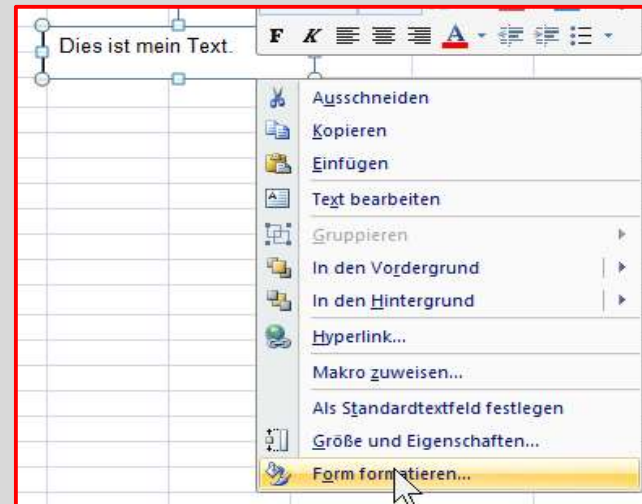 Dies ist mein Text.
F K A
Ausschneiden
Kopieren
Einfügen
Text bearbeiten
Gruppieren
In den Vordergrund
In den Hintergrund
Hyperlink...
Makro zuweisen...
Als Standardtextfeld festlegen
Größe und Eigenschaften...
Form formatieren...